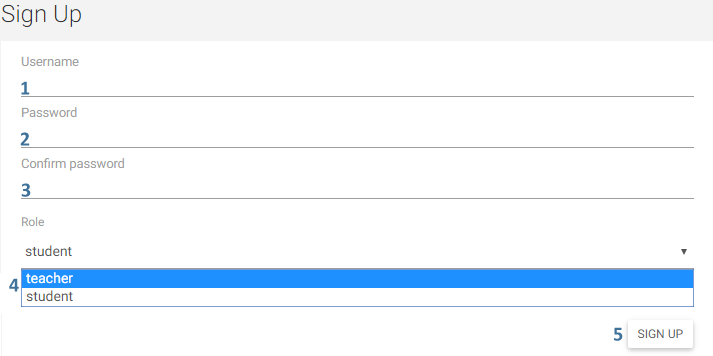 Sign Up
Username
1
Password
2
Confirm password
3
Role
student ▼
4 teacher
student
5 SIGN UP